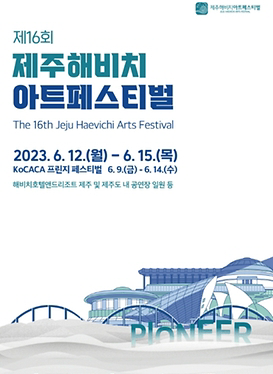 제주해비치아트페스티벌
제16회
제주해비치
아트페스티벌
The 16th Jeju Haevichi Arts Festival
2023. 6. 12.(월) – 6. 15.(목)
KoCACA 프린지 페스티벌 6. 9.(금) - 6. 14.(수)
해비치호텔앤드리조트 제주 및 제주도 내 공연장 일원 등
PIONEER